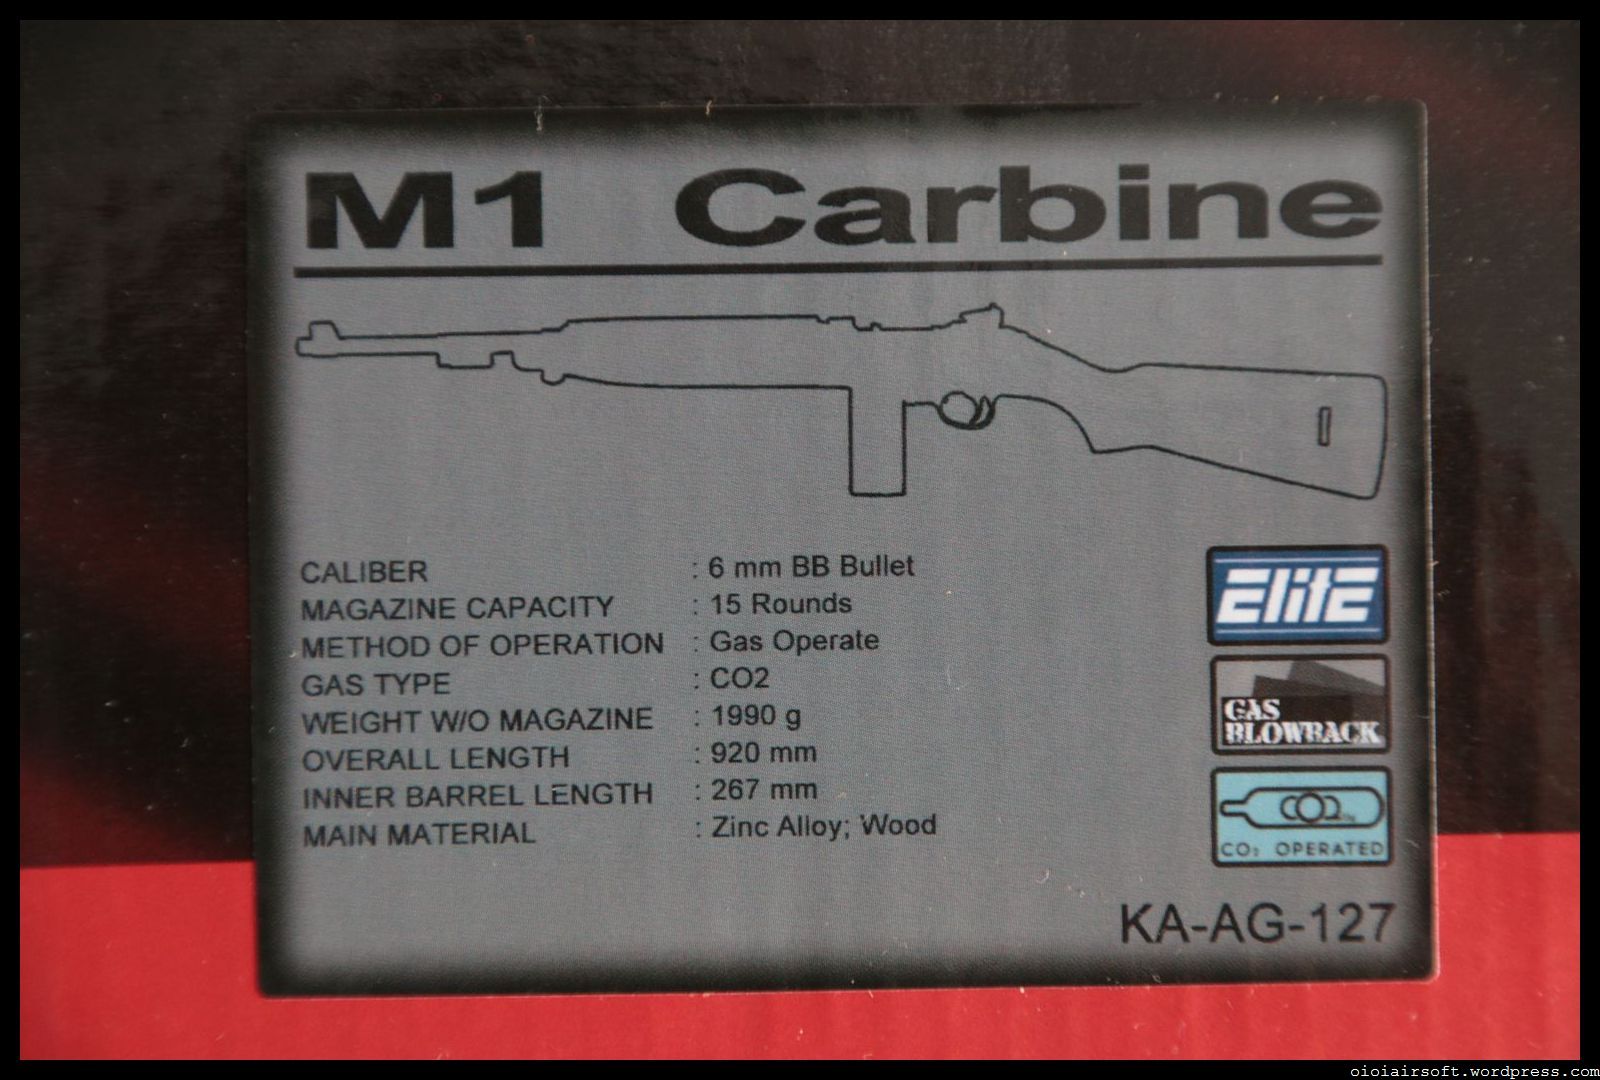 M1 Carbine
CALIBER : 6 mm BB Bullet
MAGAZINE CAPACITY : 15 Rounds
METHOD OF OPERATION : Gas Operate
GAS TYPE : CO2
WEIGHT W/O MAGAZINE : 1990 g
OVERALL LENGTH : 920 mm
INNER BARREL LENGTH : 267 mm
MAIN MATERIAL : Zinc Alloy; Wood
ElitE
GAS
BLOWBACK
CO2
CO2 OPERATED
KA-AG-127
oioiairsoft.wordpress.com